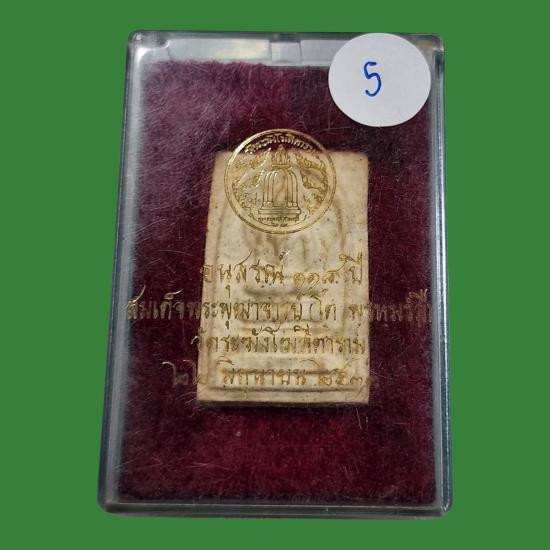 5
อนุสรณ์ ๑๑๘ ปี
สมเด็จพระพุฒาจารย์ โต พรหมรังสี
วัดระฆังโฆสิตาราม
๒๒ มิถุนายน